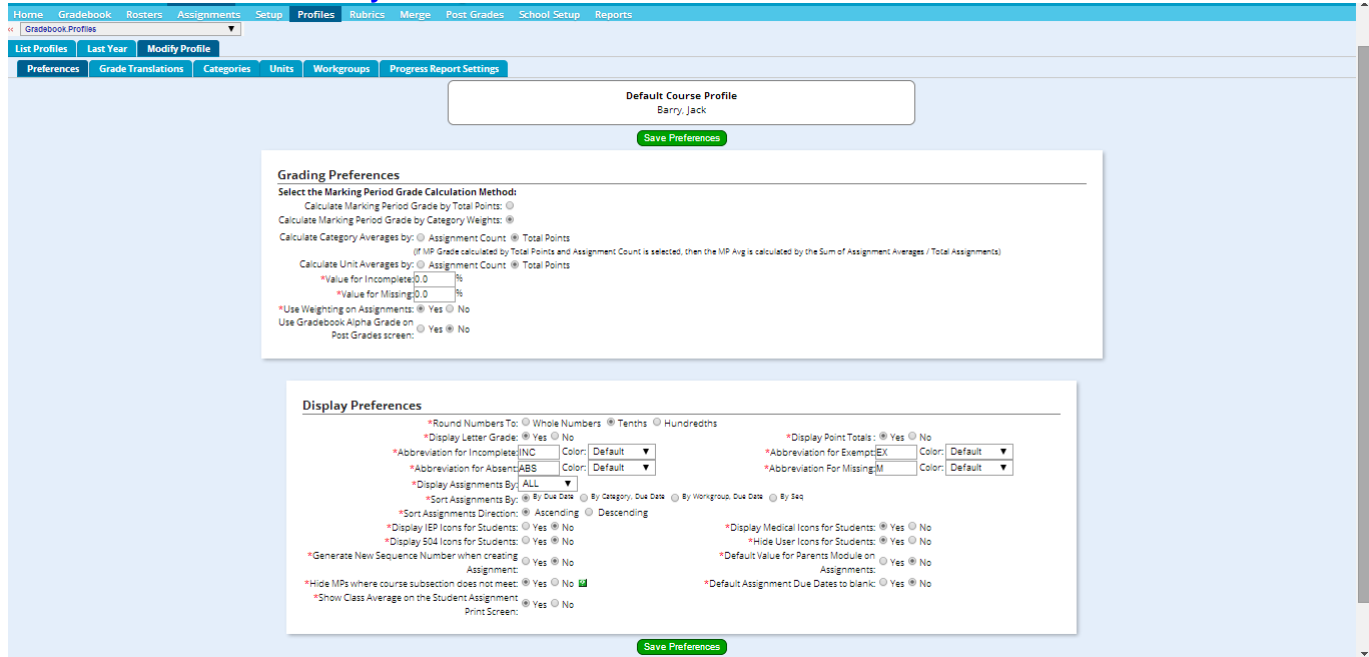 Home Gradebook Rosters Assignments Setup Profiles Rubrics Merge Post Grades School Setup Reports
« Gradebook.Profiles ▼
List Profiles Last Year Modify Profile
Preferences Grade Translations Categories Units Workgroups Progress Report Settings
Default Course Profile
Barry, Jack
Save Preferences
Grading Preferences
Select the Marking Period Grade Calculation Method:
Calculate Marking Period Grade by Total Points:
Calculate Marking Period Grade by Category Weights:
Calculate Category Averages by: Assignment Count Total Points
(If MP Grade calculated by Total Points and Assignment Count is selected, then the MP Avg is calculated by the Sum of Assignment Averages / Total Assignments)
Calculate Unit Averages by: Assignment Count Total Points
*Value for Incomplete: 0.0 %
*Value for Missing: 0.0 %
*Use Weighting on Assignments: Yes No
Use Gradebook Alpha Grade on
Post Grades screen: Yes No
Display Preferences
*Round Numbers To: Whole Numbers Tenths Hundredths
*Display Letter Grade: Yes No *Display Point Totals : Yes No
*Abbreviation for Incomplete: INC Color: Default ▼ *Abbreviation for Exempt: EX Color: Default ▼
*Abbreviation for Absent: ABS Color: Default ▼ *Abbreviation For Missing: M Color: Default ▼
*Display Assignments By: ALL ▼
*Sort Assignments By: By Due Date By Category, Due Date By Workgroup, Due Date By Seq
*Sort Assignments Direction: Ascending Descending
*Display IEP Icons for Students: Yes No *Display Medical Icons for Students: Yes No
*Display 504 Icons for Students: Yes No *Hide User Icons for Students: Yes No
*Generate New Sequence Number when creating
Assignment: Yes No
*Default Value for Parents Module on
Assignments: Yes No
*Hide MPs where course subsection does not meet: Yes No *Default Assignment Due Dates to blank: Yes No
*Show Class Average on the Student Assignment
Print Screen: Yes No
Save Preferences